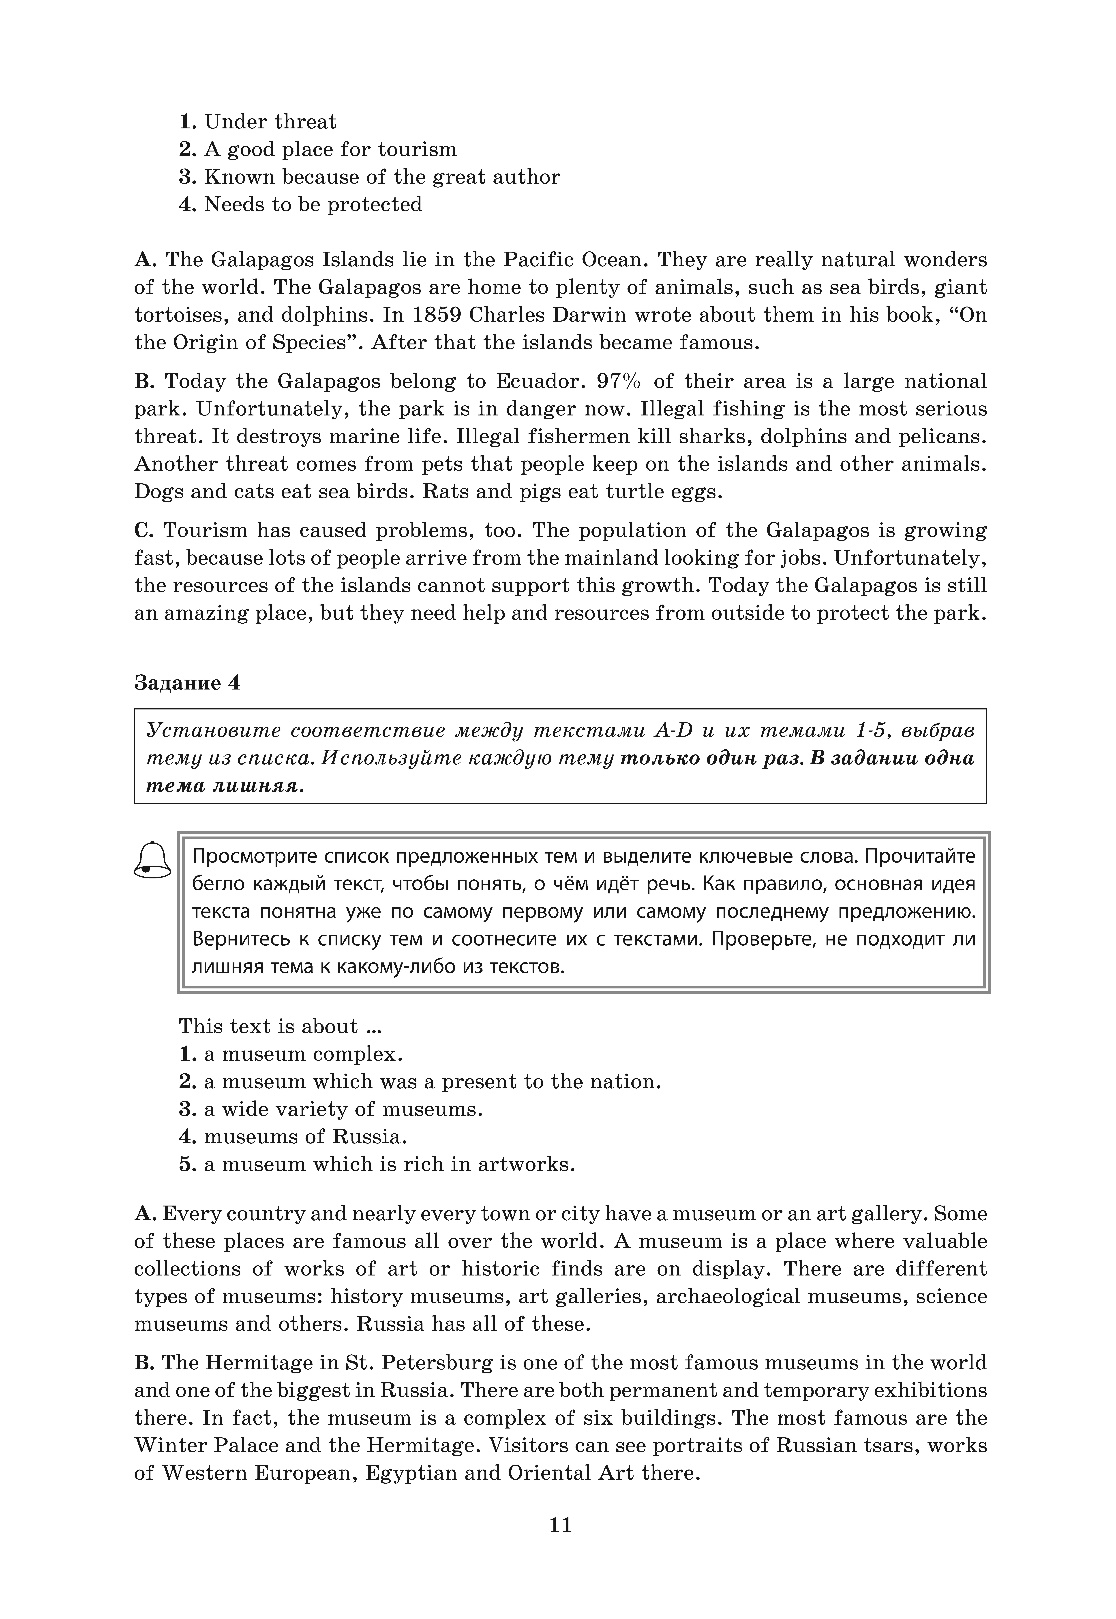 1. Under threat
2. A good place for tourism
3. Known because of the great author
4. Needs to be protected
A. The Galapagos Islands lie in the Pacific Ocean. They are really natural wonders
of the world. The Galapagos are home to plenty of animals, such as sea birds, giant
tortoises, and dolphins. In 1859 Charles Darwin wrote about them in his book, “On
the Origin of Species”. After that the islands became famous.
B. Today the Galapagos belong to Ecuador. 97% of their area is a large national
park. Unfortunately, the park is in danger now. Illegal fishing is the most serious
threat. It destroys marine life. Illegal fishermen kill sharks, dolphins and pelicans.
Another threat comes from pets that people keep on the islands and other animals.
Dogs and cats eat sea birds. Rats and pigs eat turtle eggs.
C. Tourism has caused problems, too. The population of the Galapagos is growing
fast, because lots of people arrive from the mainland looking for jobs. Unfortunately,
the resources of the islands cannot support this growth. Today the Galapagos is still
an amazing place, but they need help and resources from outside to protect the park.
Задание 4
Установите соответствие между текстами A-D и их темами 1-5, выбрав
тему из списка. Используйте каждую тему только один раз. В задании одна
тема лишняя.
Просмотрите список предложенных тем и выделите ключевые слова. Прочитайте
бегло каждый текст, чтобы понять, о чём идёт речь. Как правило, основная идея
текста понятна уже по самому первому или самому последнему предложению.
Вернитесь к списку тем и соотнесите их с текстами. Проверьте, не подходит ли
лишняя тема к какому-либо из текстов.
This text is about …
1. a museum complex.
2. a museum which was a present to the nation.
3. a wide variety of museums.
4. museums of Russia.
5. a museum which is rich in artworks.
A. Every country and nearly every town or city have a museum or an art gallery. Some
of these places are famous all over the world. A museum is a place where valuable
collections of works of art or historic finds are on display. There are different
types of museums: history museums, art galleries, archaeological museums, science
museums and others. Russia has all of these.
B. The Hermitage in St. Petersburg is one of the most famous museums in the world
and one of the biggest in Russia. There are both permanent and temporary exhibitions
there. In fact, the museum is a complex of six buildings. The most famous are the
Winter Palace and the Hermitage. Visitors can see portraits of Russian tsars, works
of Western European, Egyptian and Oriental Art there.
11